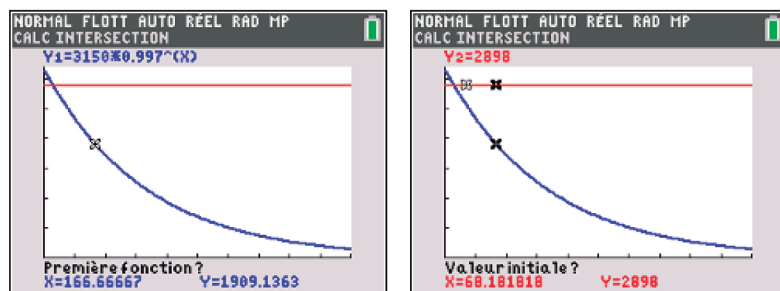 NORMAL FLOTT AUTO RÉEL RAD MP
CALC INTERSECTION
Y1=3150*0.997^(X)
Première fonction?
X=166.66667 Y=1909.1363
NORMAL FLOTT AUTO RÉEL RAD MP
CALC INTERSECTION
Y2=2898
Valeur initiale?
X=68.181818 Y=2898